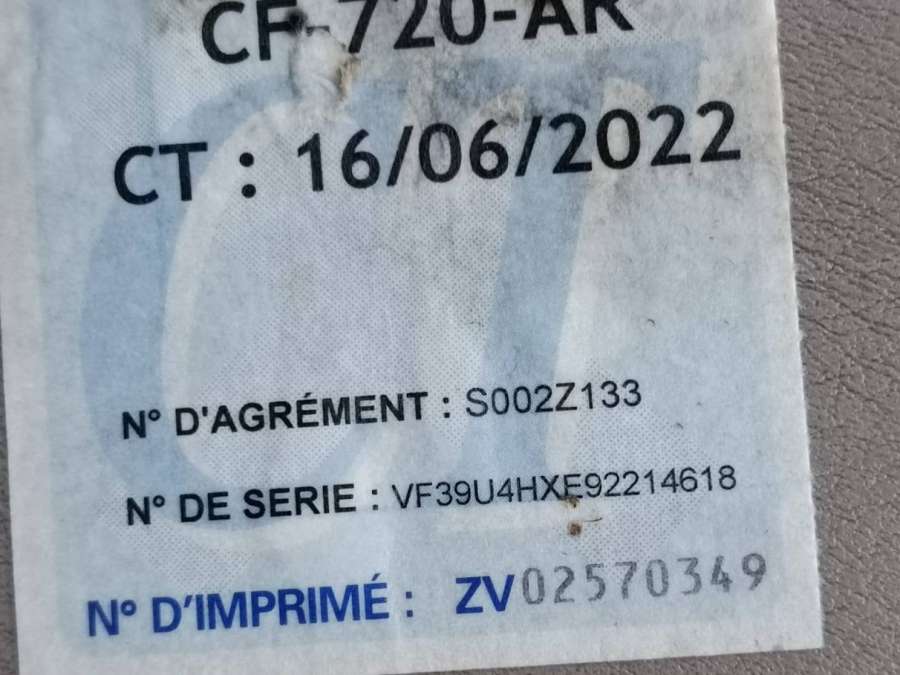 CF-720-AR
CT : 16/06/2022
N° D'AGRÉMENT : S002Z133
N° DE SERIE : VF39U4HXE92214618
N° D'IMPRIMÉ : ZV02570349